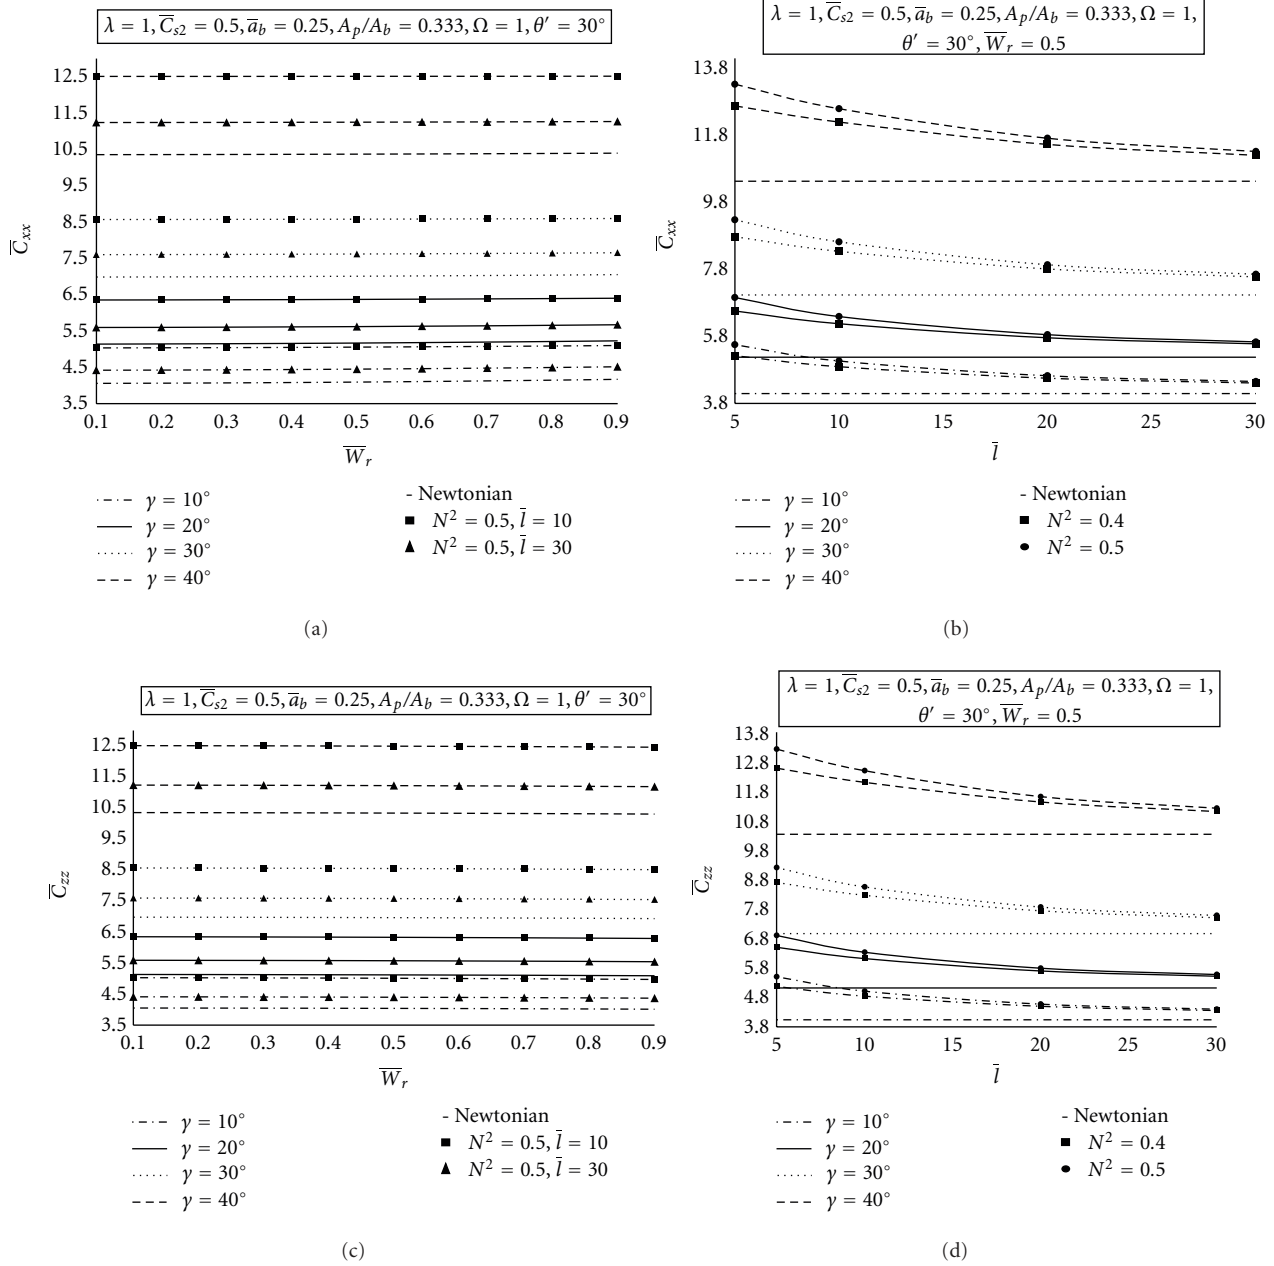 λ = 1, C̅s2 = 0.5, a̅b = 0.25, Ap/Ab = 0.333, Ω = 1, θ′ = 30°
12.5
11.5
10.5
9.5
8.5
7.5
6.5
5.5
4.5
3.5
C̅xx
0.1 0.2 0.3 0.4 0.5 0.6 0.7 0.8 0.9
W̅r
γ = 10°
γ = 20°
γ = 30°
γ = 40°
- Newtonian
N² = 0.5, l̅ = 10
N² = 0.5, l̅ = 30
(a)
λ = 1, C̅s2 = 0.5, a̅b = 0.25, Ap/Ab = 0.333, Ω = 1,
θ′ = 30°, W̅r = 0.5
13.8
11.8
9.8
7.8
5.8
3.8
C̅xx
5 10 15 20 25 30
l̅
γ = 10°
γ = 20°
γ = 30°
γ = 40°
- Newtonian
N² = 0.4
N² = 0.5
(b)
λ = 1, C̅s2 = 0.5, a̅b = 0.25, Ap/Ab = 0.333, Ω = 1, θ′ = 30°
12.5
11.5
10.5
9.5
8.5
7.5
6.5
5.5
4.5
3.5
C̅zz
0.1 0.2 0.3 0.4 0.5 0.6 0.7 0.8 0.9
W̅r
γ = 10°
γ = 20°
γ = 30°
γ = 40°
- Newtonian
N² = 0.5, l̅ = 10
N² = 0.5, l̅ = 30
(c)
λ = 1, C̅s2 = 0.5, a̅b = 0.25, Ap/Ab = 0.333, Ω = 1,
θ′ = 30°, W̅r = 0.5
13.8
12.8
11.8
10.8
9.8
8.8
7.8
6.8
5.8
4.8
3.8
C̅zz
5 10 15 20 25 30
l̅
γ = 10°
γ = 20°
γ = 30°
γ = 40°
- Newtonian
N² = 0.4
N² = 0.5
(d)